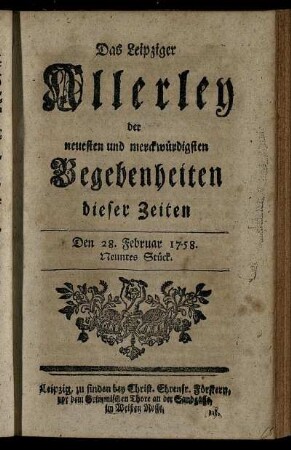 Das Leipziger
Allerley
der
neuesten und merckwürdigsten
Begebenheiten
dieser Zeiten
Den 28. Februar 1758.
Neuntes Stück.
Leipzig, zu finden bey Christ. Ehrenfr. Förstern,
vor dem Grimmischen Thore an der Sandgasse,
im Weißen Rosse,